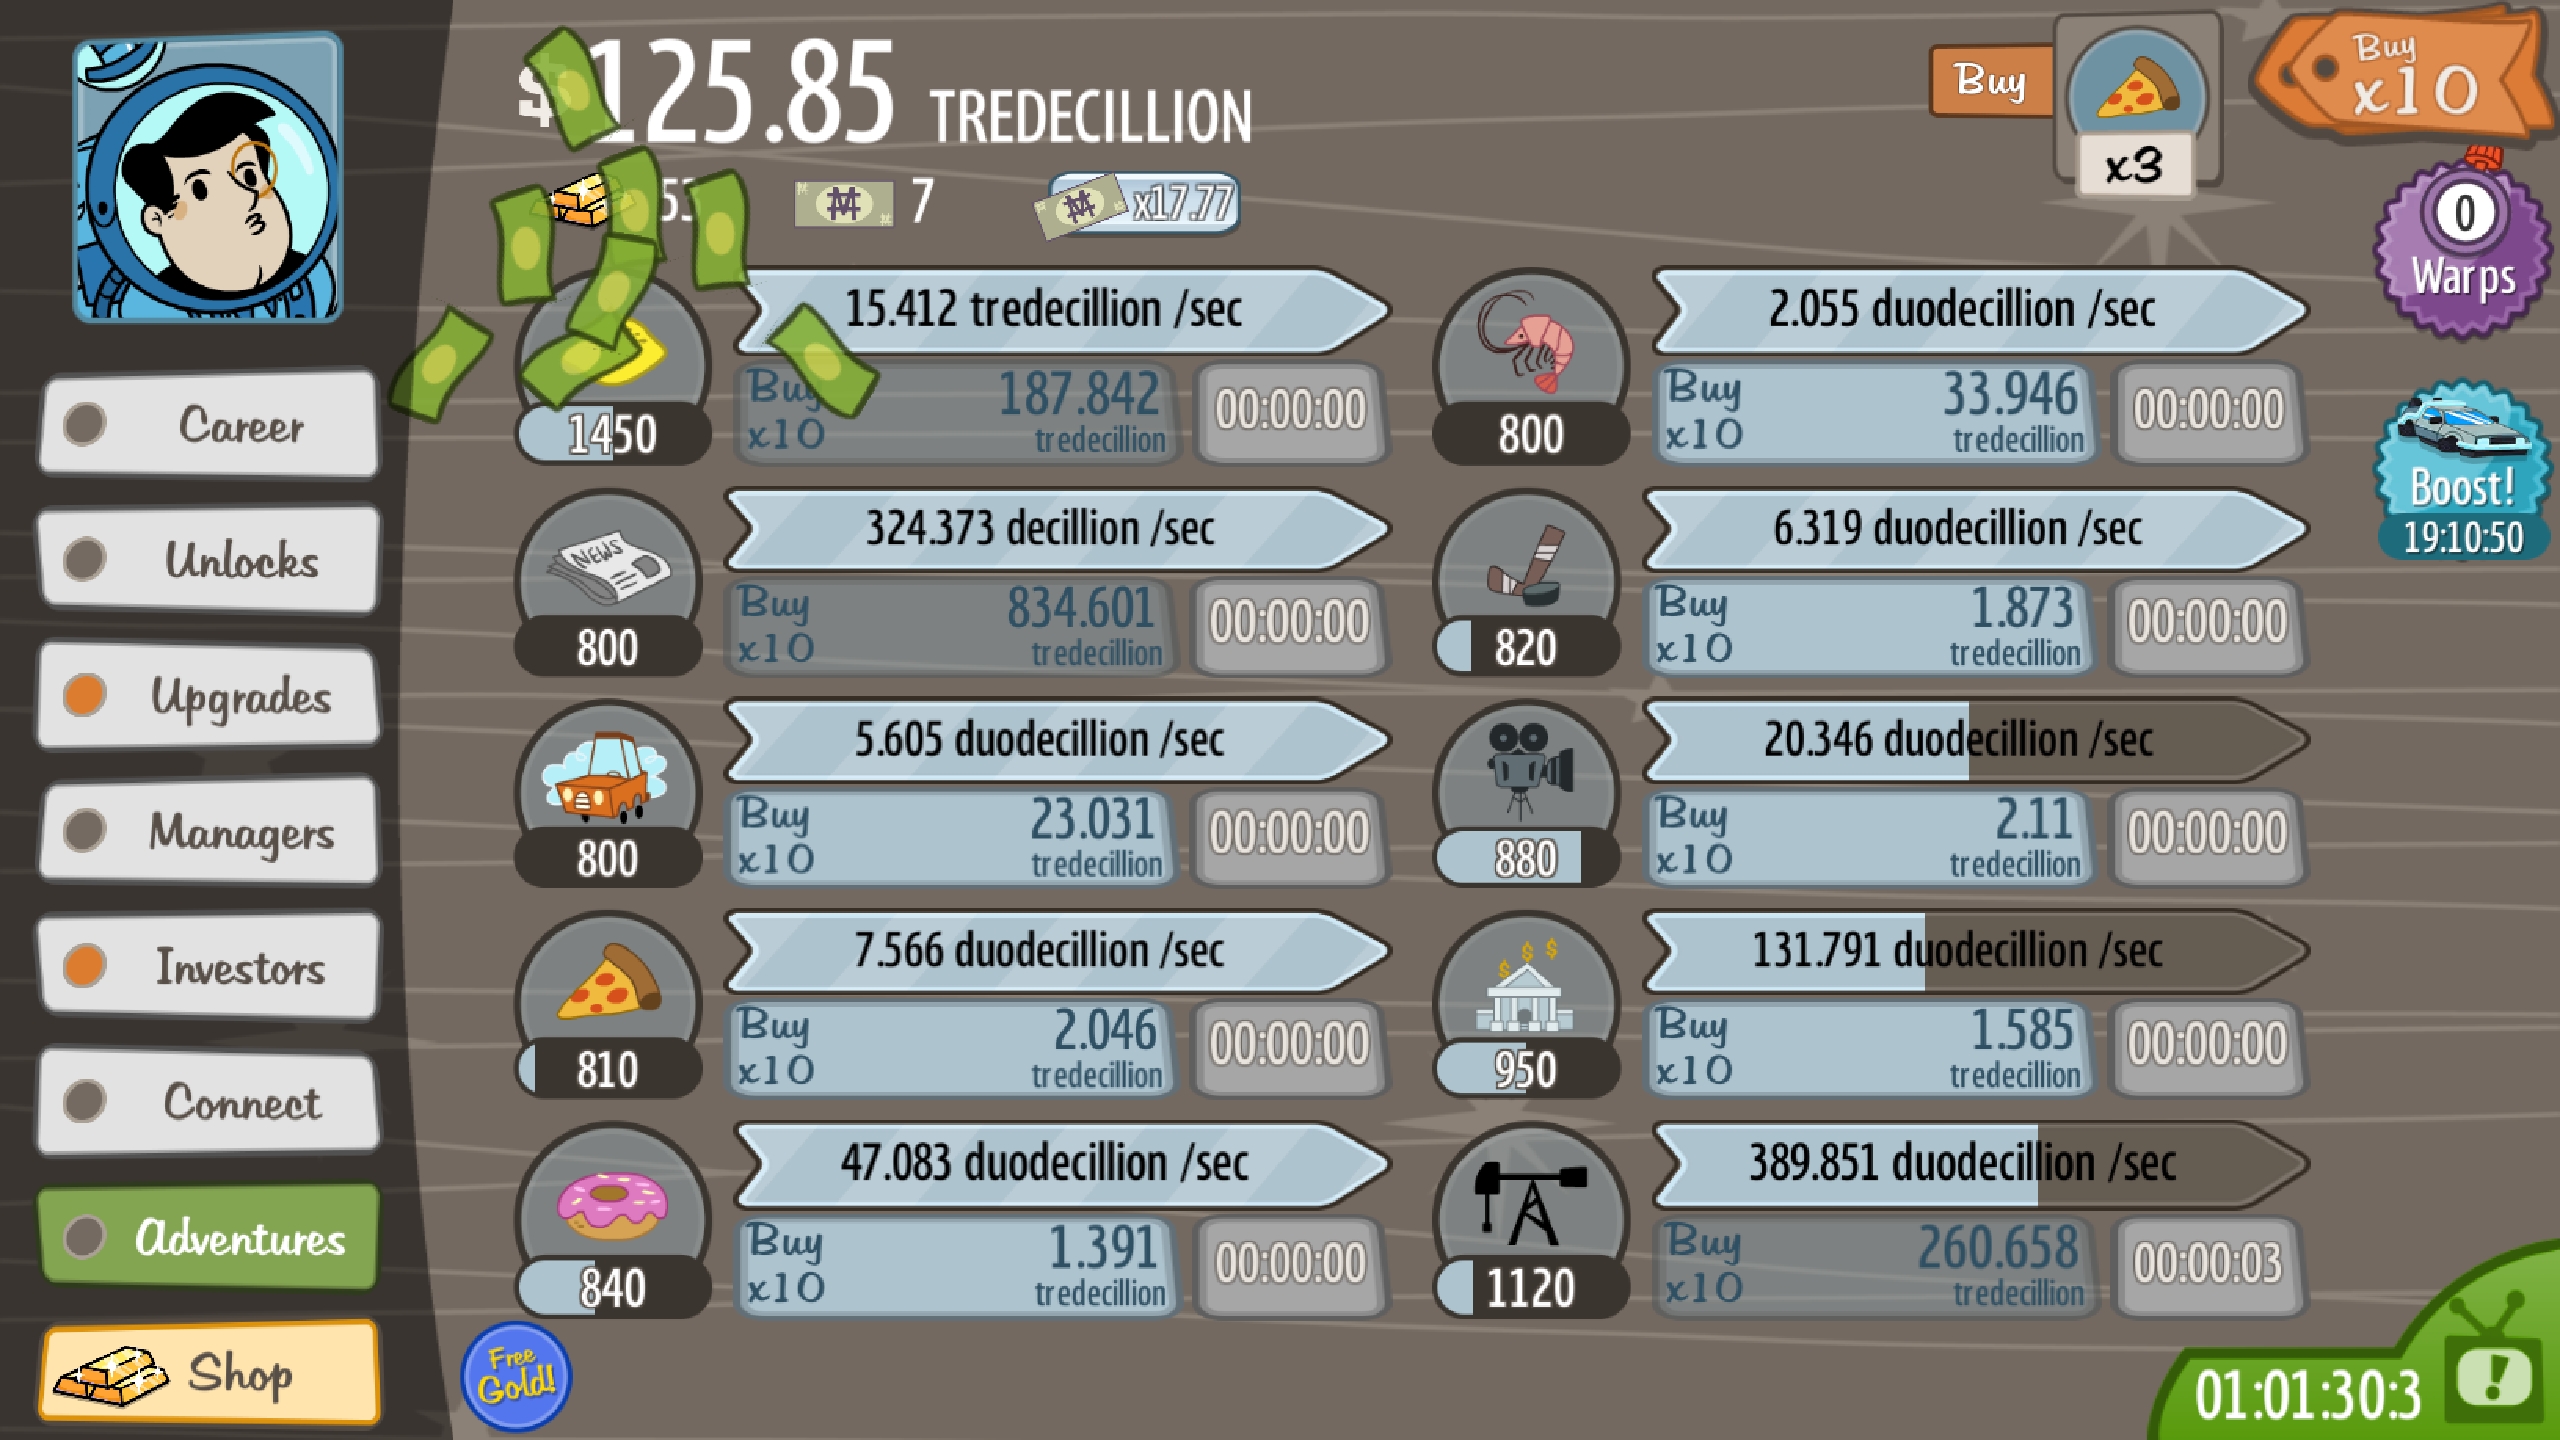 $125.85 TREDECILLION
53
7
x17.77
Buy
x3
Buy
x10
0
Warps
Boost!
19:10:50
Career
Unlocks
Upgrades
Managers
Investors
Connect
Adventures
Shop
15.412 tredecillion /sec
1450
Buy
x10
187.842
tredecillion
00:00:00
2.055 duodecillion /sec
800
Buy
x10
33.946
tredecillion
00:00:00
NEWS
324.373 decillion /sec
800
Buy
x10
834.601
tredecillion
00:00:00
6.319 duodecillion /sec
820
Buy
x10
1.873
tredecillion
00:00:00
5.605 duodecillion /sec
800
Buy
x10
23.031
tredecillion
00:00:00
20.346 duodecillion /sec
880
Buy
x10
2.11
tredecillion
00:00:00
7.566 duodecillion /sec
810
Buy
x10
2.046
tredecillion
00:00:00
131.791 duodecillion /sec
950
Buy
x10
1.585
tredecillion
00:00:00
47.083 duodecillion /sec
840
Buy
x10
1.391
tredecillion
00:00:00
389.851 duodecillion /sec
1120
Buy
x10
260.658
tredecillion
00:00:03
Free
Gold!
01:01:30:3